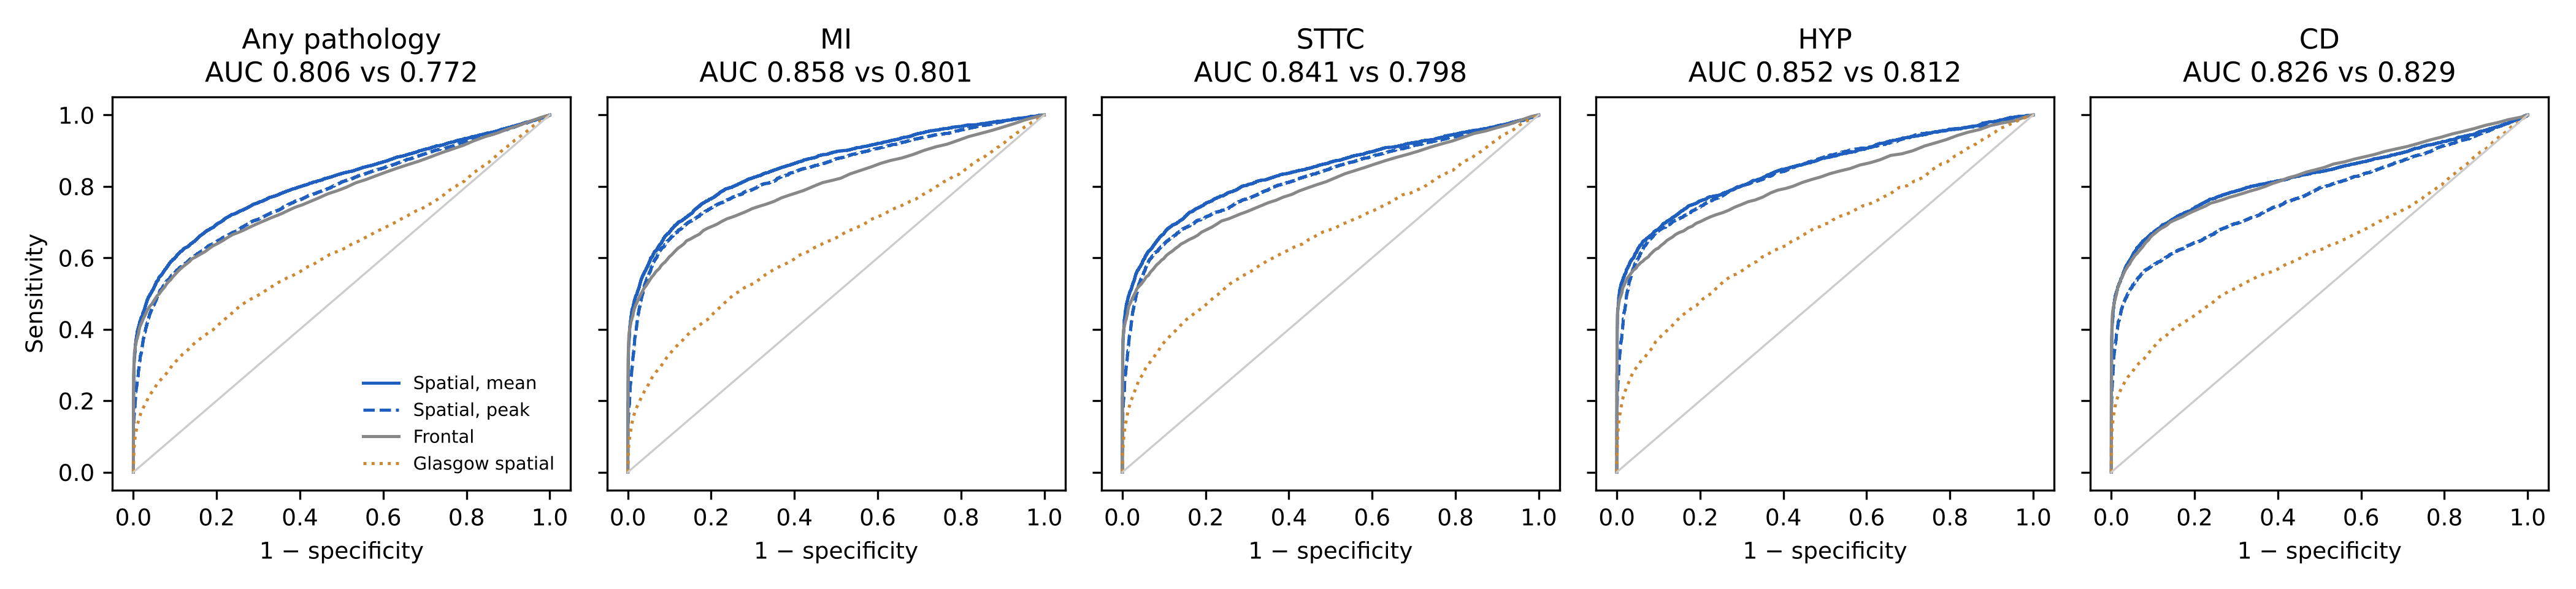 Any pathology
AUC 0.806 vs 0.772
MI
AUC 0.858 vs 0.801
STTC
AUC 0.841 vs 0.798
HYP
AUC 0.852 vs 0.812
CD
AUC 0.826 vs 0.829
Sensitivity
1.0
0.8
0.6
0.4
0.2
0.0
Spatial, mean
Spatial, peak
Frontal
Glasgow spatial
0.0 0.2 0.4 0.6 0.8 1.0
1 − specificity
0.0 0.2 0.4 0.6 0.8 1.0
1 − specificity
0.0 0.2 0.4 0.6 0.8 1.0
1 − specificity
0.0 0.2 0.4 0.6 0.8 1.0
1 − specificity
0.0 0.2 0.4 0.6 0.8 1.0
1 − specificity